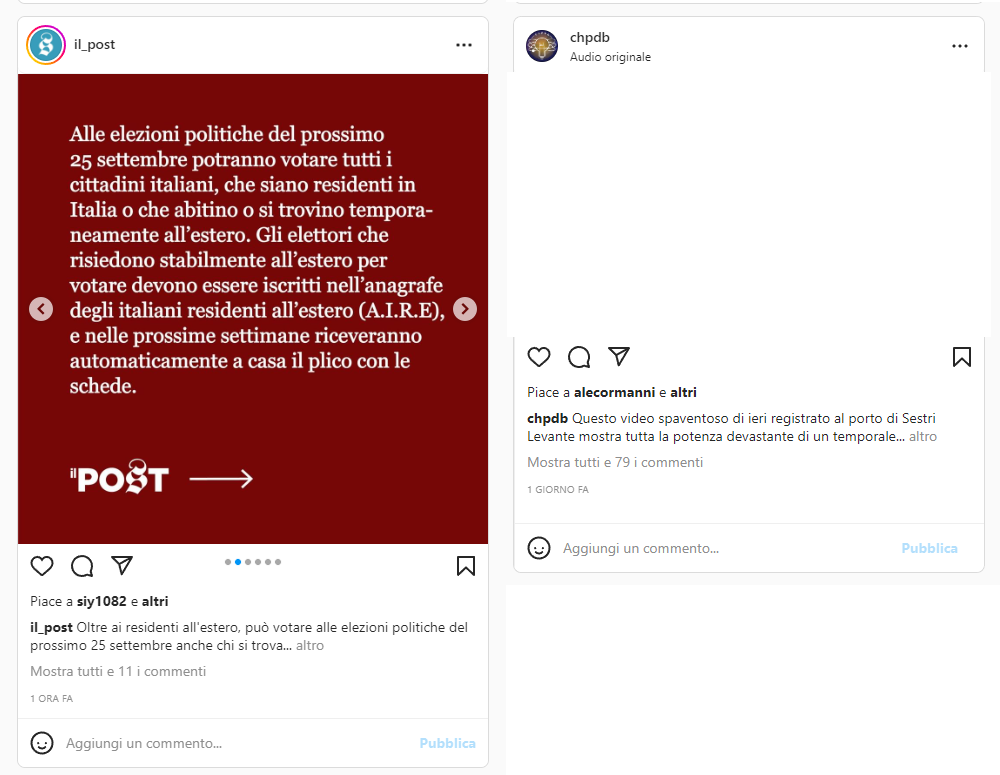 il_post
Alle elezioni politiche del prossimo
25 settembre potranno votare tutti i
cittadini italiani, che siano residenti in
Italia o che abitino o si trovino tempora-
neamente all'estero. Gli elettori che
risiedono stabilmente all'estero per
votare devono essere iscritti nell'anagrafe
degli italiani residenti all'estero (A.I.R.E),
e nelle prossime settimane riceveranno
automaticamente a casa il plico con le
schede.
il POST
Piace a siy1082 e altri
il_post Oltre ai residenti all'estero, può votare alle elezioni politiche del
prossimo 25 settembre anche chi si trova... altro
Mostra tutti e 11 i commenti
1 ORA FA
Aggiungi un commento... Pubblica
chpdb
Audio originale
Piace a alecormanni e altri
chpdb Questo video spaventoso di ieri registrato al porto di Sestri
Levante mostra tutta la potenza devastante di un temporale... altro
Mostra tutti e 79 i commenti
1 GIORNO FA
Aggiungi un commento... Pubblica